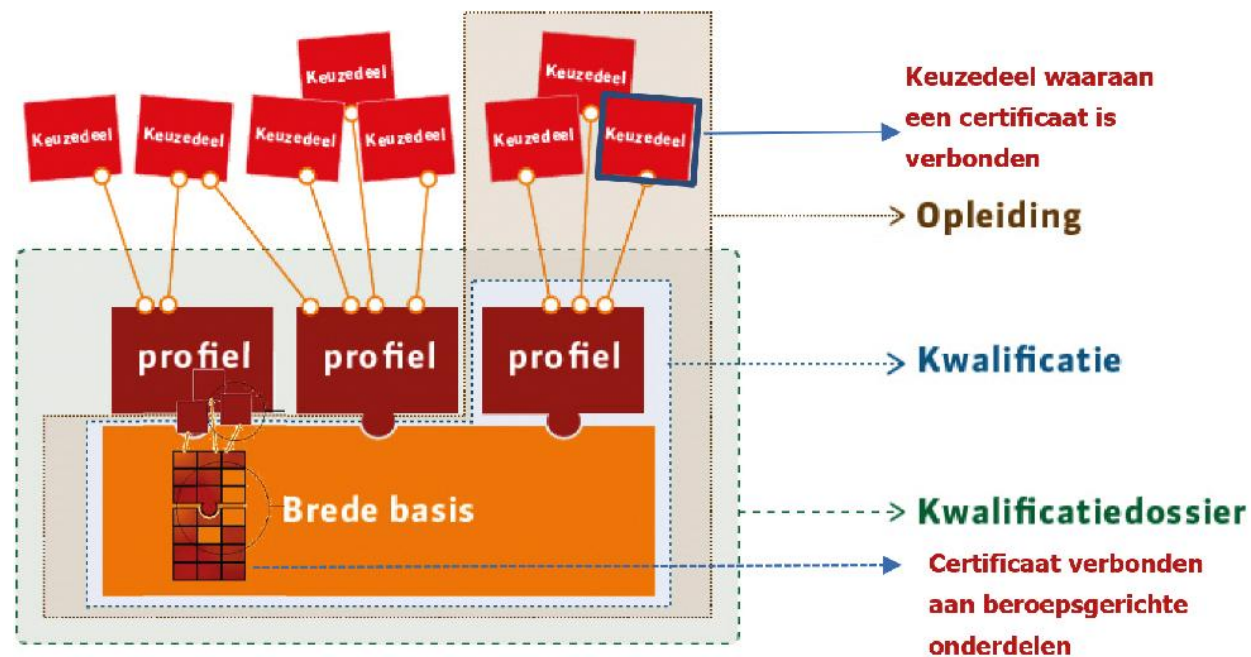 Keuzedeel
Keuzedeel
Keuzedeel
Keuzedeel
Keuzedeel
Keuzedeel
Keuzedeel
Keuzedeel
Keuzedeel
Keuzedeel waaraan
een certificaat is
verbonden
Opleiding
profiel
profiel
profiel
Kwalificatie
Brede basis
Kwalificatiedossier
Certificaat verbonden
aan beroepsgerichte
onderdelen